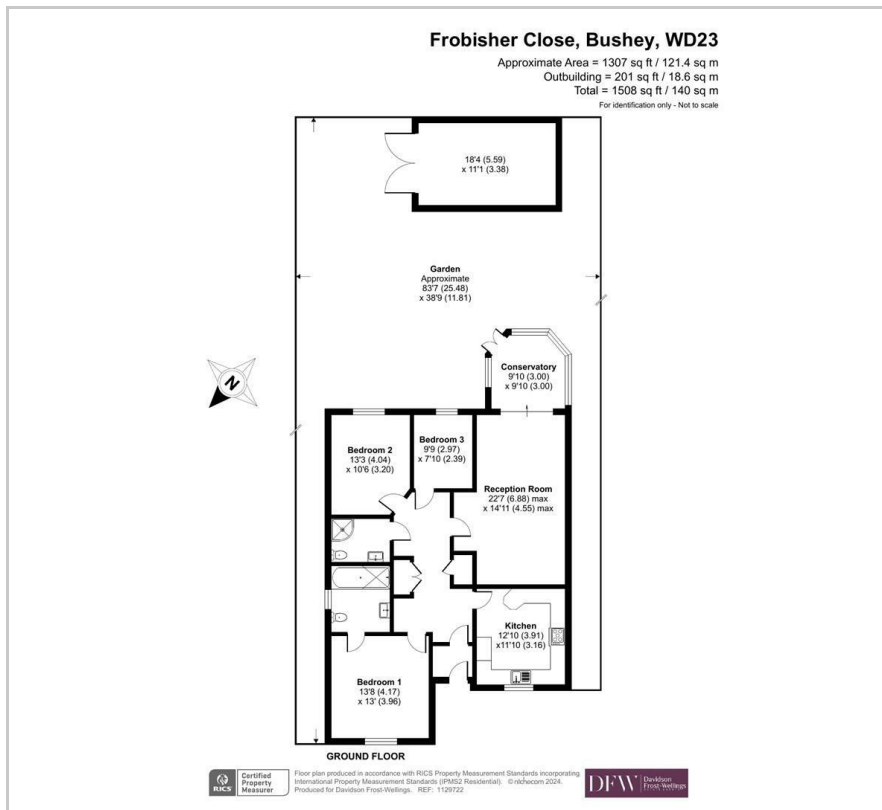 Frobisher Close, Bushey, WD23
Approximate Area = 1307 sq ft / 121.4 sq m
Outbuilding = 201 sq ft / 18.6 sq m
Total = 1508 sq ft / 140 sq m
For identification only - Not to scale
18'4 (5.59)
x 11'1 (3.38)
Garden
Approximate
83'7 (25.48)
x 38'9 (11.81)
N
Conservatory
9'10 (3.00)
x 9'10 (3.00)
Bedroom 2
13'3 (4.04)
x 10'6 (3.20)
Bedroom 3
9'9 (2.97)
x 7'10 (2.39)
Reception Room
22'7 (6.88) max
x 14'11 (4.55) max
Kitchen
12'10 (3.91)
x11'10 (3.16)
Bedroom 1
13'8 (4.17)
x 13' (3.96)
GROUND FLOOR
RICS
Certified
Property
Measurer
Floor plan produced in accordance with RICS Property Measurement Standards incorporating
International Property Measurement Standards (IPMS2 Residential). © nichecom 2024.
Produced for Davidson Frost-Wellings. REF: 1129722
DFW
Davidson
Frost-Wellings